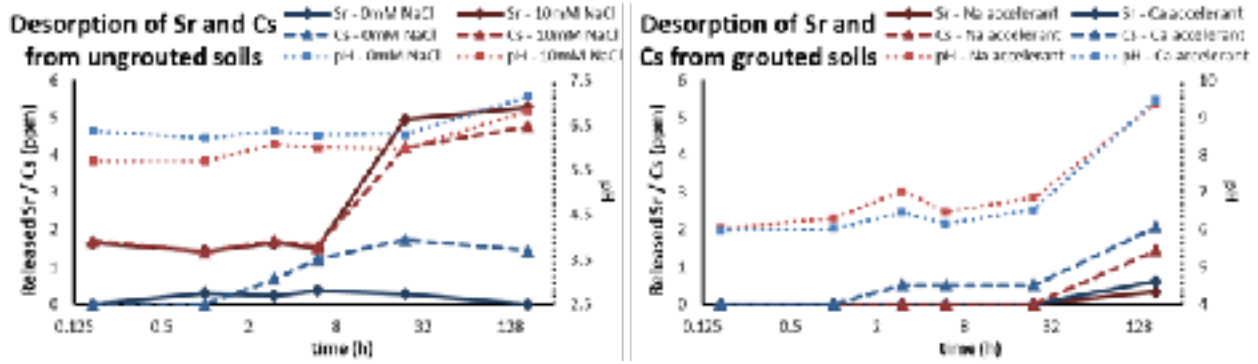 Desorption of Sr and Cs
from ungrouted soils
Sr - 0mM NaCl
Sr - 10mM NaCl
Cs - 0mM NaCl
Cs - 10mM NaCl
pH - 0mM NaCl
pH - 10mM NaCl
Released Sr / Cs (ppm)
6
5
4
3
2
1
0
7.5
6.5
5.5
4.5
3.5
2.5
pH
0.125 0.5 2 8 32 128
time (h)
Desorption of Sr and
Cs from grouted soils
Sr - Na accelerant
Sr - Ca accelerant
Cs - Na accelerant
Cs - Ca accelerant
pH - Na accelerant
pH - Ca accelerant
Released Sr / Cs (ppm)
6
5
4
3
2
1
0
10
9
8
7
6
5
4
pH
0.125 0.5 2 8 32 128
time (h)